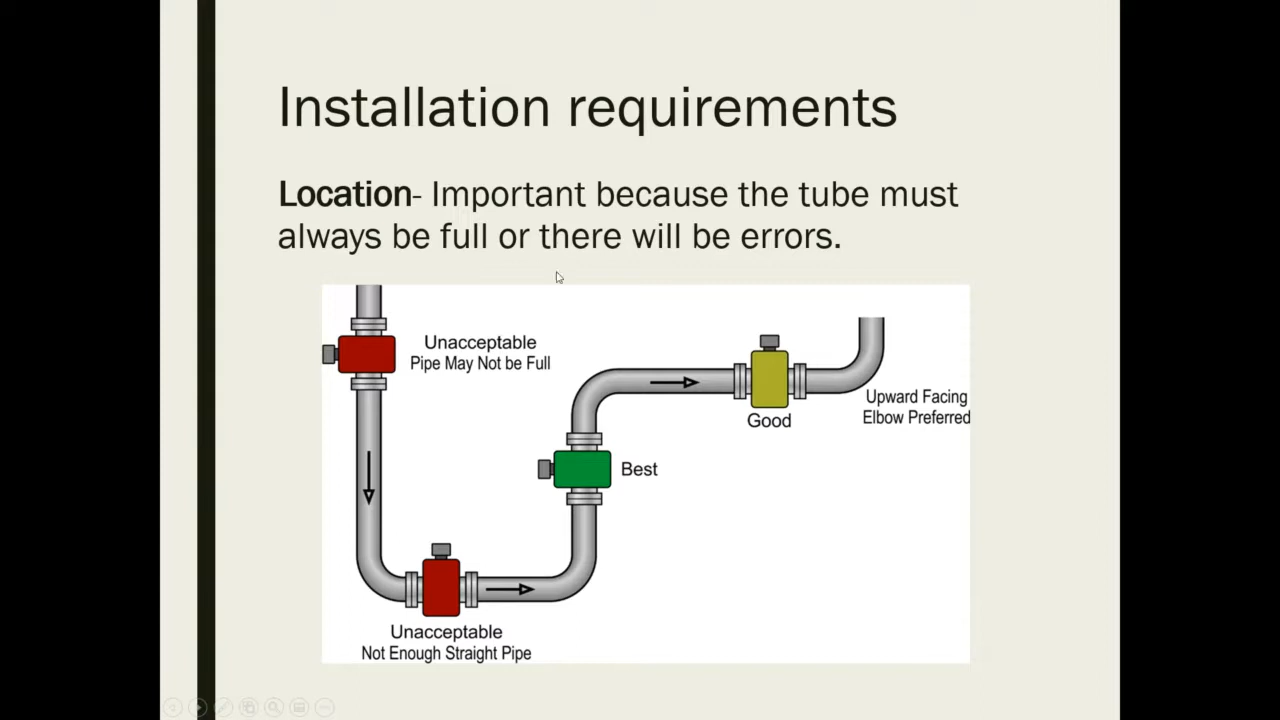 Installation requirements
Location- Important because the tube must
always be full or there will be errors.
Unacceptable
Pipe May Not be Full
Upward Facing
Elbow Preferred
Good
Best
Unacceptable
Not Enough Straight Pipe